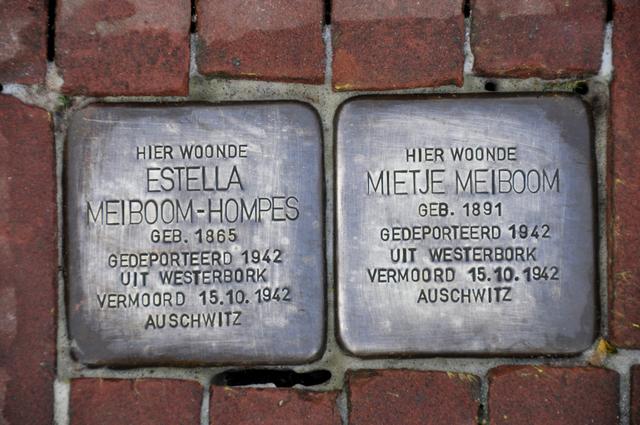 HIER WOONDE
ESTELLA
MEIBOOM-HOMPES
GEB. 1865
GEDEPORTEERD 1942
UIT WESTERBORK
VERMOORD 15.10.1942
AUSCHWITZ
HIER WOONDE
MIETJE MEIBOOM
GEB. 1891
GEDEPORTEERD 1942
UIT WESTERBORK
VERMOORD 15.10.1942
AUSCHWITZ